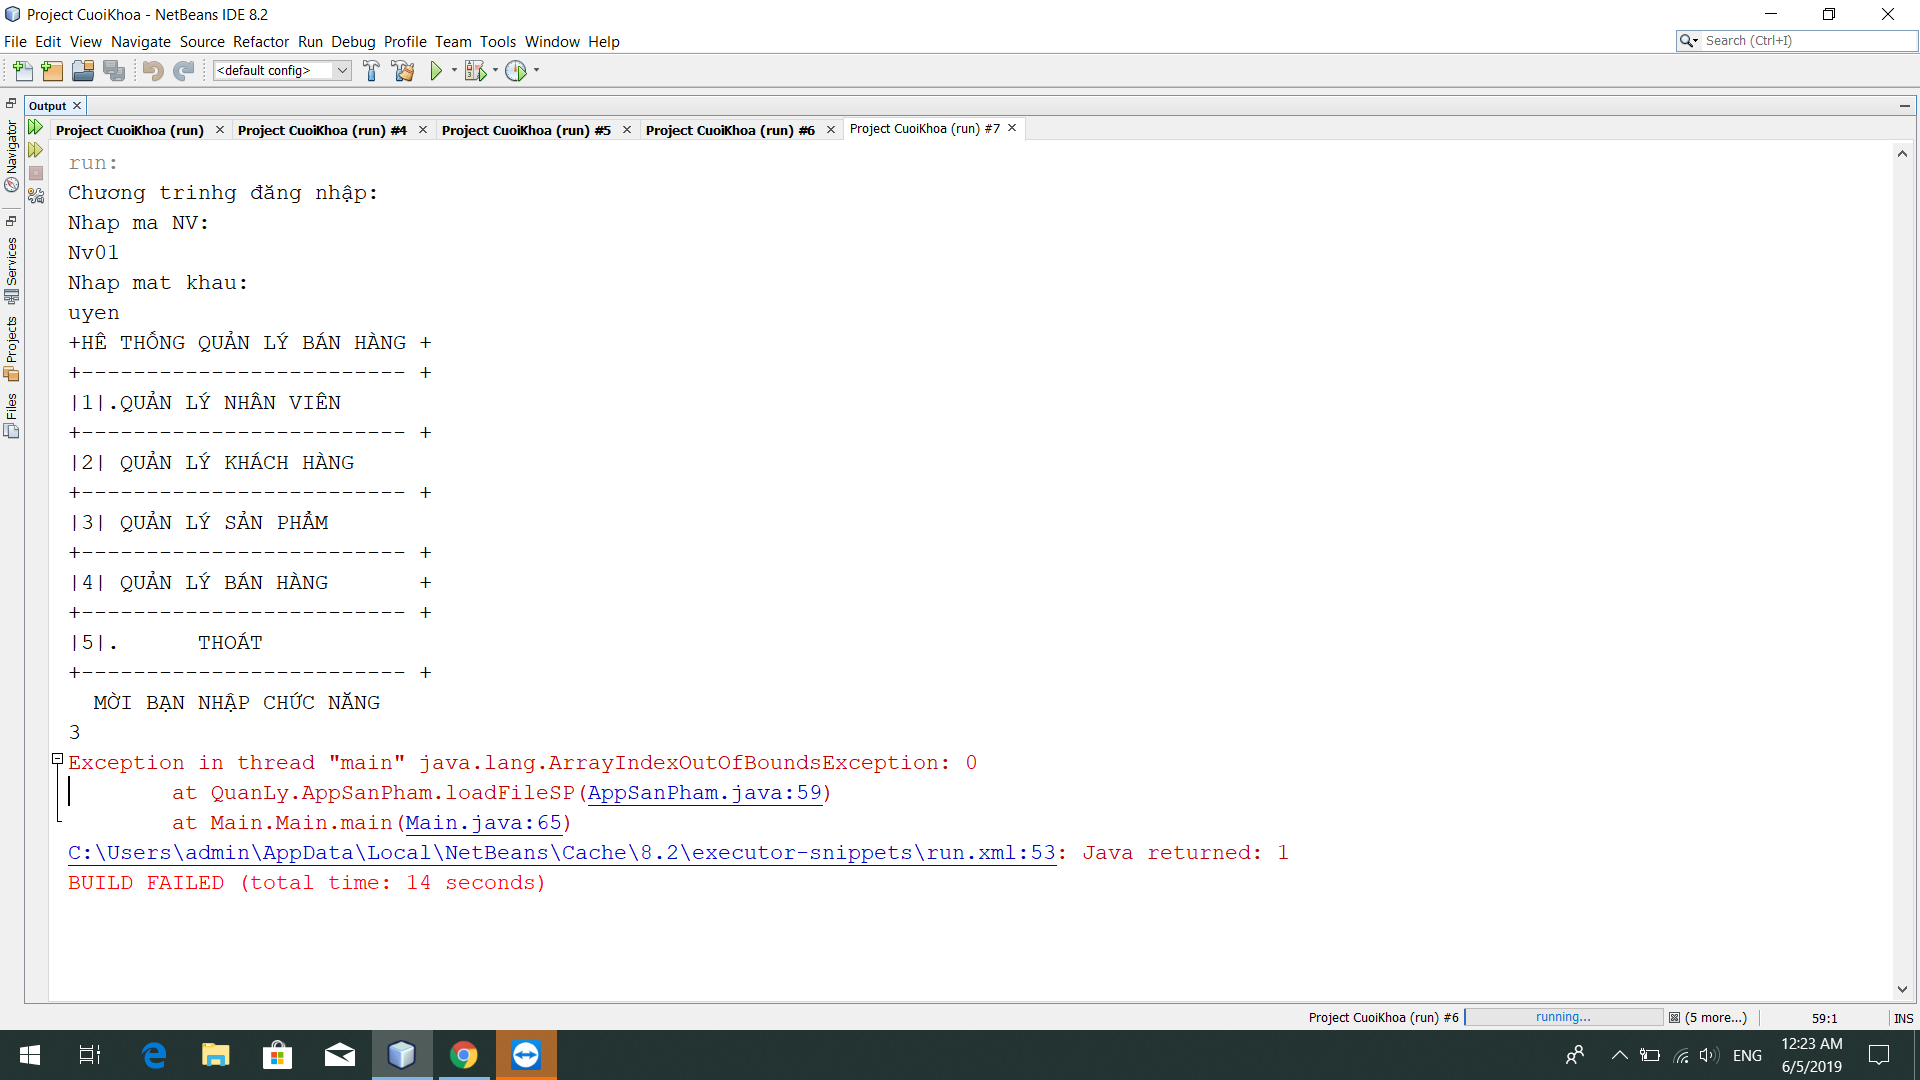 Project CuoiKhoa - NetBeans IDE 8.2
File Edit View Navigate Source Refactor Run Debug Profile Team Tools Window Help
Search (Ctrl+I)
<default config>
Output
Project CuoiKhoa (run) Project CuoiKhoa (run) #4 Project CuoiKhoa (run) #5 Project CuoiKhoa (run) #6 Project CuoiKhoa (run) #7
Navigator
Services
Projects
Files
run:
Chương trinhg đăng nhập:
Nhap ma NV:
Nv01
Nhap mat khau:
uyen
+HÊ THỐNG QUẢN LÝ BÁN HÀNG +
+------------------------- +
|1|.QUẢN LÝ NHÂN VIÊN
+------------------------- +
|2| QUẢN LÝ KHÁCH HÀNG
+------------------------- +
|3| QUẢN LÝ SẢN PHẨM
+------------------------- +
|4| QUẢN LÝ BÁN HÀNG       +
+------------------------- +
|5|.      THOÁT
+------------------------- +
  MỜI BẠN NHẬP CHỨC NĂNG
3
Exception in thread "main" java.lang.ArrayIndexOutOfBoundsException: 0
        at QuanLy.AppSanPham.loadFileSP(AppSanPham.java:59)
        at Main.Main.main(Main.java:65)
C:\Users\admin\AppData\Local\NetBeans\Cache\8.2\executor-snippets\run.xml:53: Java returned: 1
BUILD FAILED (total time: 14 seconds)
Project CuoiKhoa (run) #6 running... (5 more...) 59:1 INS
ENG
12:23 AM
6/5/2019